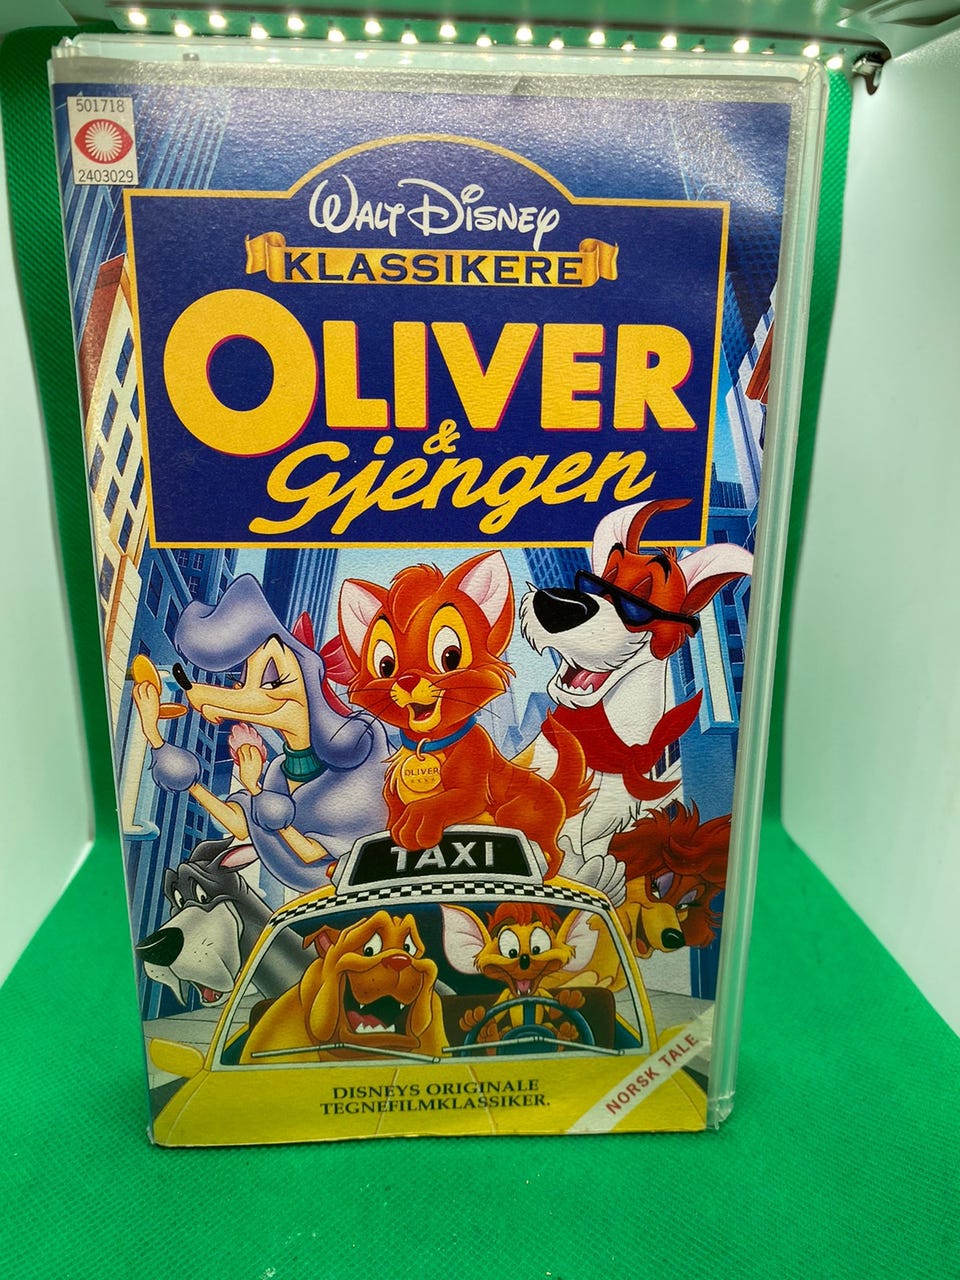 501718
2403029
WALT DISNEY
KLASSIKERE
OLIVER
&
Gjengen
OLIVER
TAXI
DISNEYS ORIGINALE
TEGNEFILMKLASSIKER.
NORSK TALE